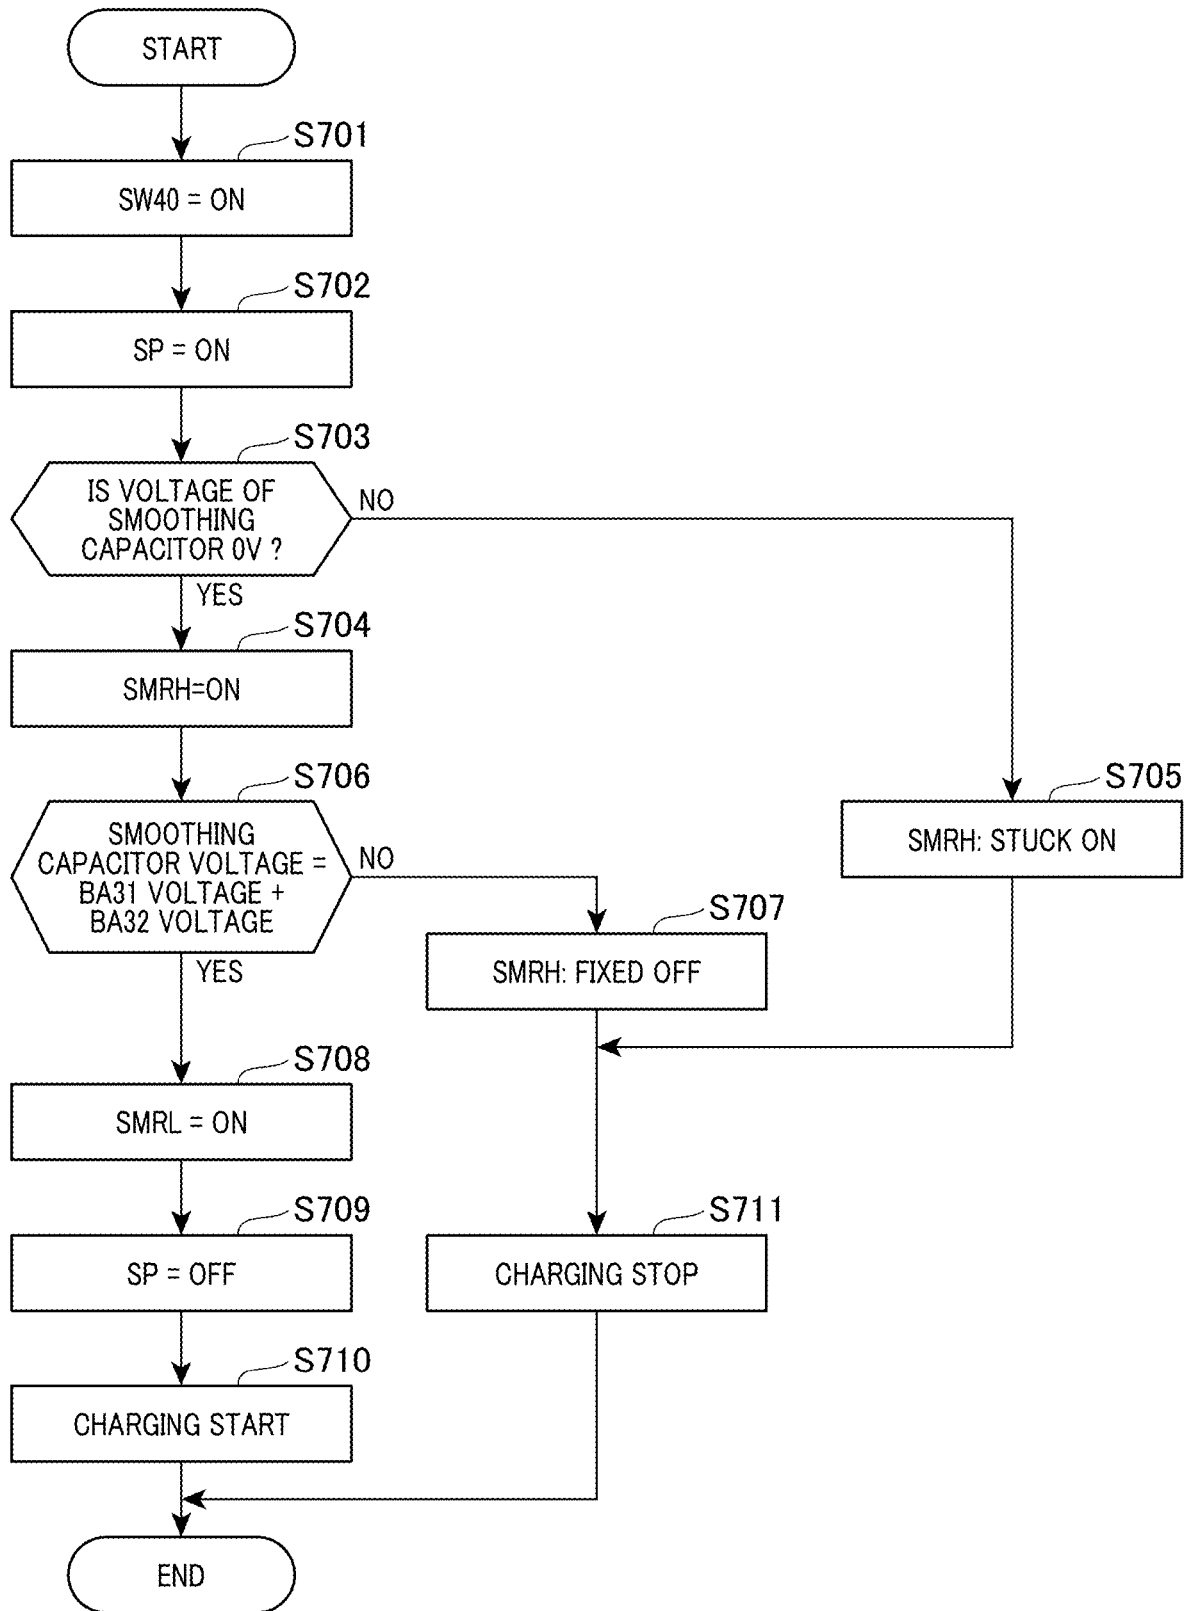 START
S701
SW40 = ON
S702
SP = ON
S703
IS VOLTAGE OF
SMOOTHING
CAPACITOR 0V ?
NO
YES
S704
SMRH=ON
S706
SMOOTHING
CAPACITOR VOLTAGE =
BA31 VOLTAGE +
BA32 VOLTAGE
NO
YES
S705
SMRH: STUCK ON
S707
SMRH: FIXED OFF
S708
SMRL = ON
S709
SP = OFF
S711
CHARGING STOP
S710
CHARGING START
END